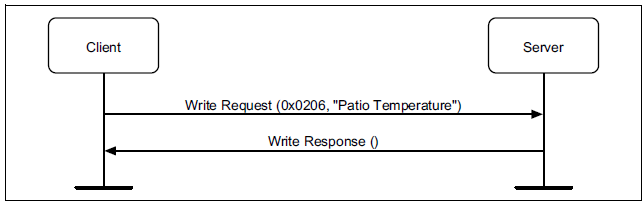 Client
Server
Write Request (0x0206, "Patio Temperature")
Write Response ()